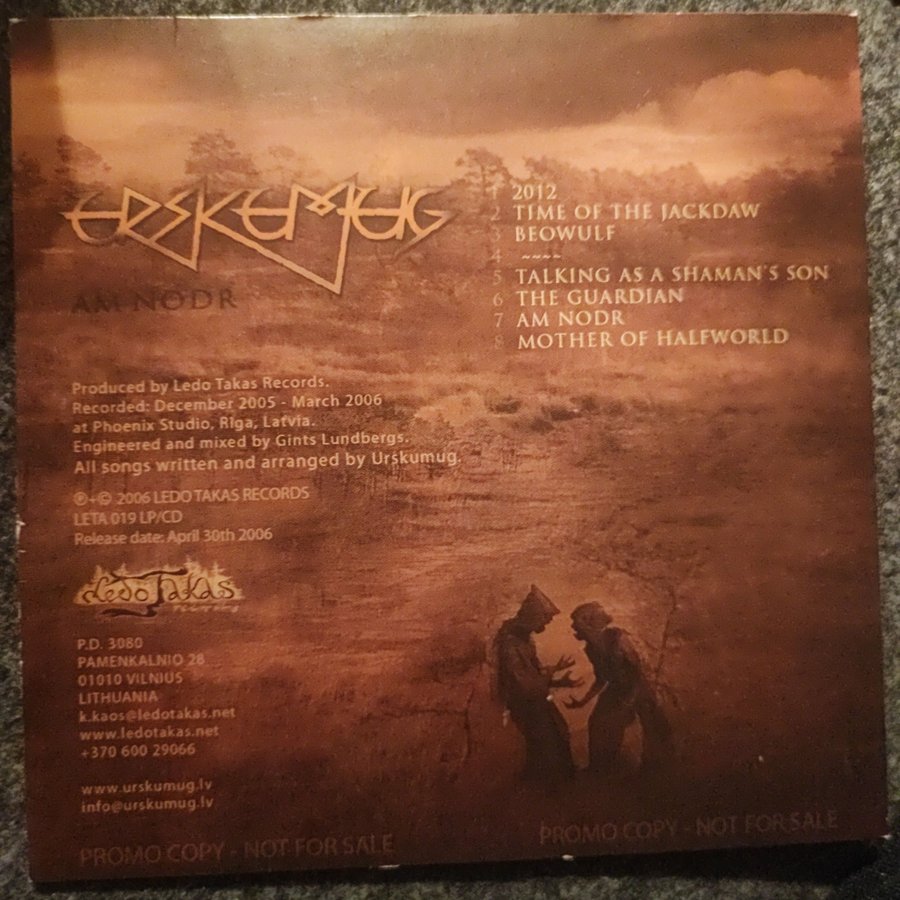 URSKUMUG
AM NODR
1 2012
2 TIME OF THE JACKDAW
3 BEOWULF
4 ~~~~
5 TALKING AS A SHAMAN'S SON
6 THE GUARDIAN
7 AM NODR
8 MOTHER OF HALFWORLD
Produced by Ledo Takas Records.
Recorded: December 2005 - March 2006
at Phoenix Studio, Riga, Latvia.
Engineered and mixed by Gints Lundbergs.
All songs written and arranged by Urskumug.
℗+© 2006 LEDO TAKAS RECORDS
LETA 019 LP/CD
Release date: April 30th 2006
Ledo Takas
P.D. 3080
PAMENKALNIO 28
01010 VILNIUS
LITHUANIA
k.kaos@ledotakas.net
www.ledotakas.net
+370 600 29066
www.urskumug.lv
info@urskumug.lv
PROMO COPY - NOT FOR SALE
PROMO COPY - NOT FOR SALE